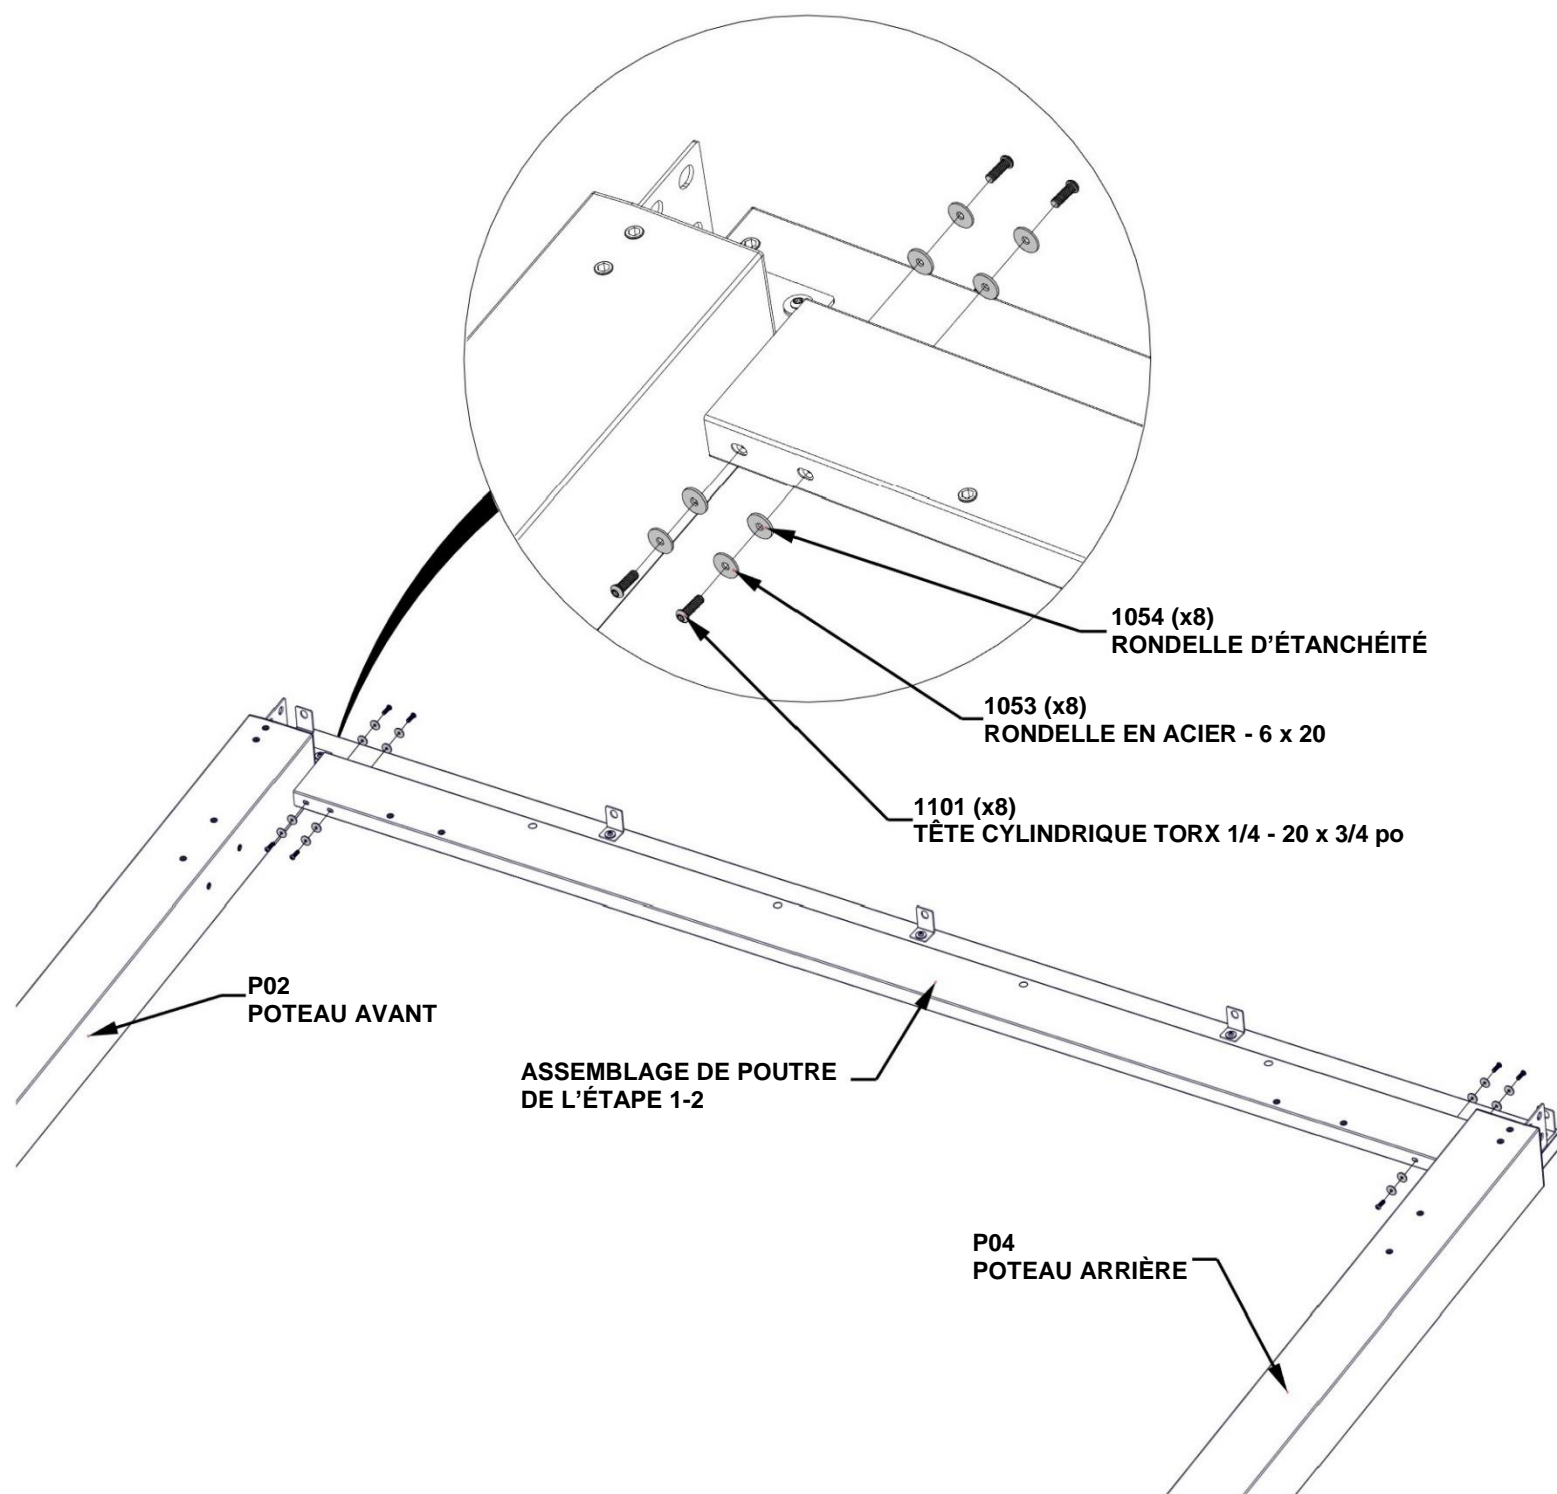 1054 (x8)
RONDELLE D’ÉTANCHÉITÉ
1053 (x8)
RONDELLE EN ACIER - 6 x 20
1101 (x8)
TÊTE CYLINDRIQUE TORX 1/4 - 20 x 3/4 po
P02
POTEAU AVANT
ASSEMBLAGE DE POUTRE
DE L’ÉTAPE 1-2
P04
POTEAU ARRIÈRE